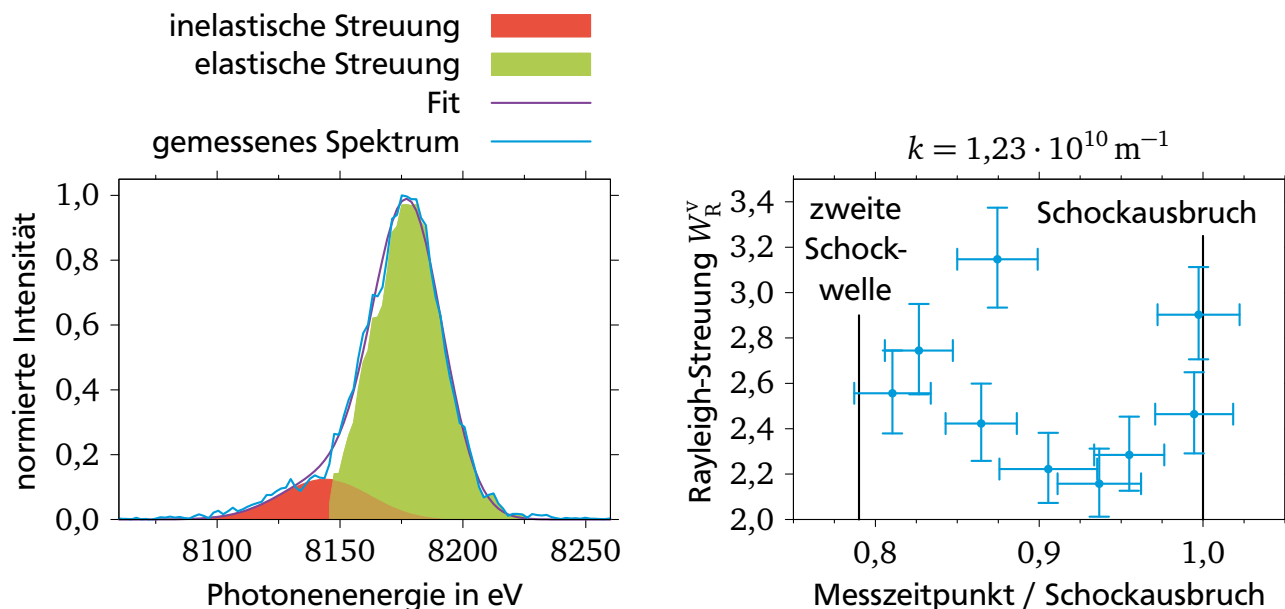 inelastische Streuung
elastische Streuung
Fit
gemessenes Spektrum
normierte Intensität
1,0
0,8
0,6
0,4
0,2
0,0
8100 8150 8200 8250
Photonenenergie in eV
k = 1,23 · 10¹⁰ m⁻¹
Rayleigh-Streuung W_R^v
3,4
3,2
3,0
2,8
2,6
2,4
2,2
2,0
zweite
Schock-
welle
Schockausbruch
0,8 0,9 1,0
Messzeitpunkt / Schockausbruch